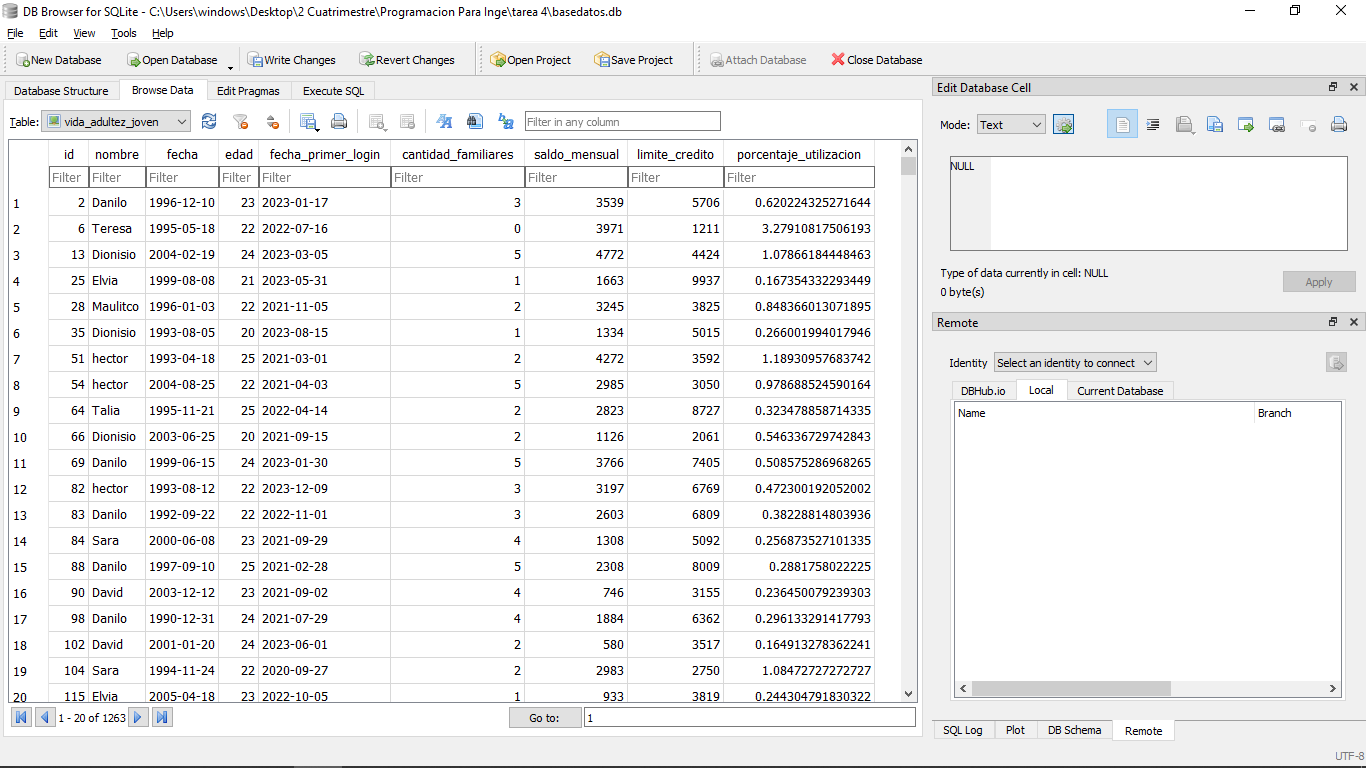 DB Browser for SQLite - C:\Users\windows\Desktop\2 Cuatrimestre\Programacion Para Inge\tarea 4\basedatos.db
File Edit View Tools Help
New Database Open Database Write Changes Revert Changes Open Project Save Project Attach Database Close Database
Database Structure Browse Data Edit Pragmas Execute SQL
Table: vida_adultez_joven Filter in any column
id nombre fecha edad fecha_primer_login cantidad_familiares saldo_mensual limite_credito porcentaje_utilizacion
Filter Filter Filter Filter Filter Filter Filter Filter Filter
1 2 Danilo 1996-12-10 23 2023-01-17 3 3539 5706 0.620224325271644
2 6 Teresa 1995-05-18 22 2022-07-16 0 3971 1211 3.27910817506193
3 13 Dionisio 2004-02-19 24 2023-03-05 5 4772 4424 1.07866184448463
4 25 Elvia 1999-08-08 21 2023-05-31 1 1663 9937 0.167354332293449
5 28 Maulitco 1996-01-03 22 2021-11-05 2 3245 3825 0.848366013071895
6 35 Dionisio 1993-08-05 20 2023-08-15 1 1334 5015 0.266001994017946
7 51 hector 1993-04-18 25 2021-03-01 2 4272 3592 1.18930957683742
8 54 hector 2004-08-25 22 2021-04-03 5 2985 3050 0.978688524590164
9 64 Talia 1995-11-21 25 2022-04-14 2 2823 8727 0.323478858714335
10 66 Dionisio 2003-06-25 20 2021-09-15 2 1126 2061 0.546336729742843
11 69 Danilo 1999-06-15 24 2023-01-30 5 3766 7405 0.508575286968265
12 82 hector 1993-08-12 22 2023-12-09 3 3197 6769 0.472300192052002
13 83 Danilo 1992-09-22 22 2022-11-01 3 2603 6809 0.38228814803936
14 84 Sara 2000-06-08 23 2021-09-29 4 1308 5092 0.256873527101335
15 88 Danilo 1997-09-10 25 2021-02-28 5 2308 8009 0.2881758022225
16 90 David 2003-12-12 23 2021-09-02 4 746 3155 0.236450079239303
17 98 Danilo 1990-12-31 24 2021-07-29 4 1884 6362 0.296133291417793
18 102 David 2001-01-20 24 2023-06-01 2 580 3517 0.164913278362241
19 104 Sara 1994-11-24 22 2020-09-27 2 2983 2750 1.08472727272727
20 115 Elvia 2005-04-18 23 2022-10-05 1 933 3819 0.244304791830322
1 - 20 of 1263 Go to: 1
Edit Database Cell
Mode: Text
NULL
Type of data currently in cell: NULL
0 byte(s)
Apply
Remote
Identity Select an identity to connect
DBHub.io Local Current Database
Name Branch
SQL Log Plot DB Schema Remote
UTF-8